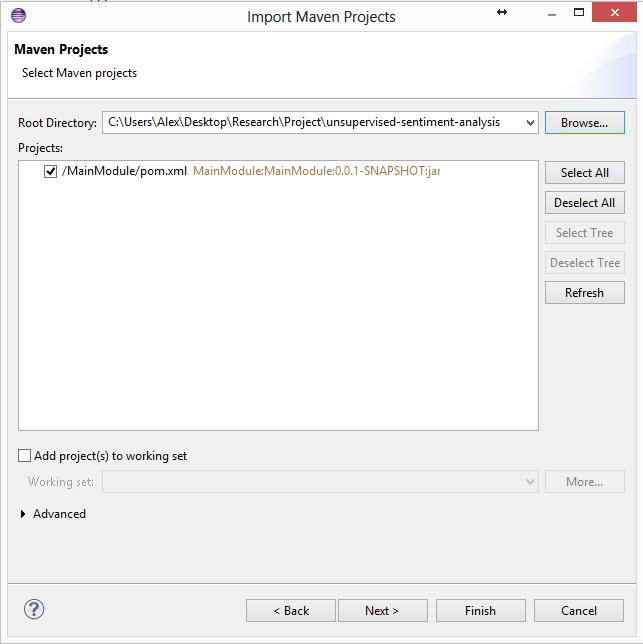 Import Maven Projects
Maven Projects
Select Maven projects
Root Directory: C:\Users\Alex\Desktop\Research\Project\unsupervised-sentiment-analysis Browse...
Projects:
/MainModule/pom.xml MainModule:MainModule:0.0.1-SNAPSHOT:jar
Select All
Deselect All
Select Tree
Deselect Tree
Refresh
Add project(s) to working set
Working set: More...
Advanced
? < Back Next > Finish Cancel